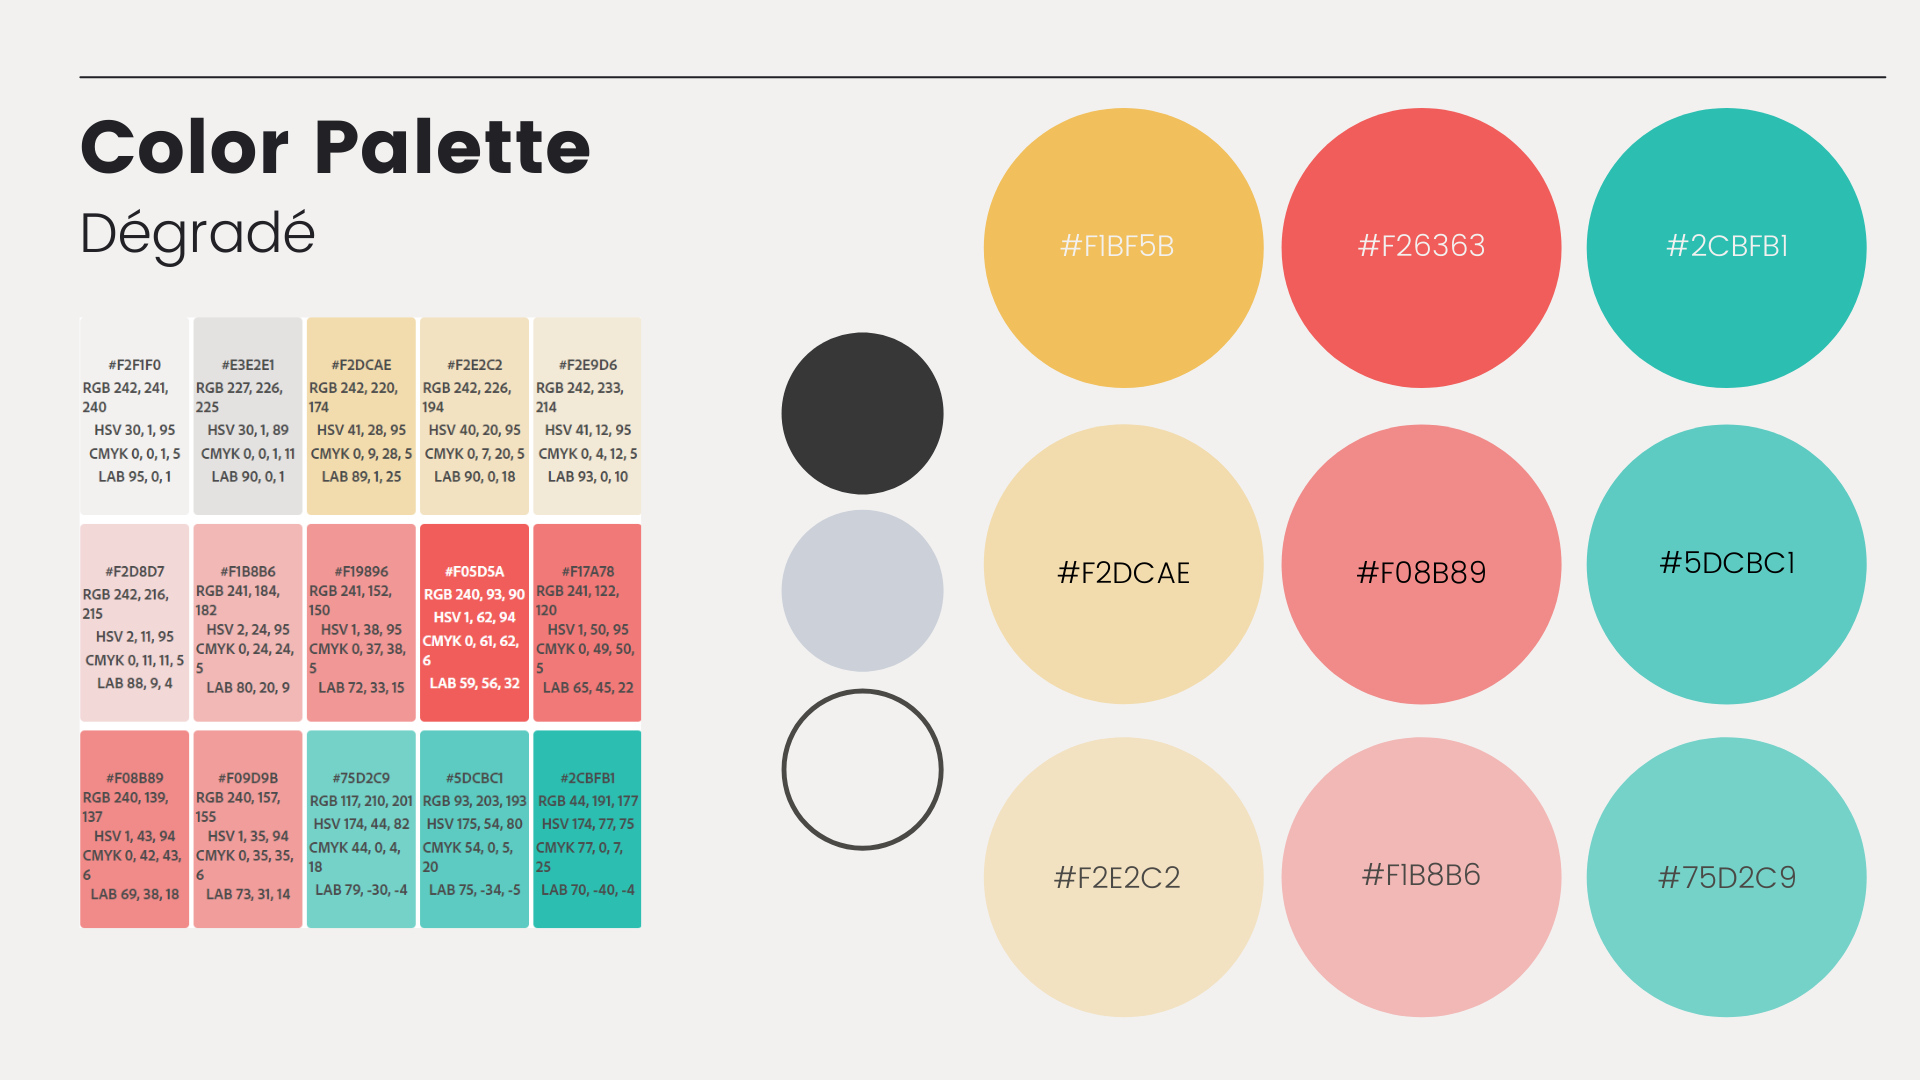 Color Palette
Dégradé
#F2F1F0
RGB 242, 241,
240
HSV 30, 1, 95
CMYK 0, 0, 1, 5
LAB 95, 0, 1
#E3E2E1
RGB 227, 226,
225
HSV 30, 1, 89
CMYK 0, 0, 1, 11
LAB 90, 0, 1
#F2DCAE
RGB 242, 220,
174
HSV 41, 28, 95
CMYK 0, 9, 28, 5
LAB 89, 1, 25
#F2E2C2
RGB 242, 226,
194
HSV 40, 20, 95
CMYK 0, 7, 20, 5
LAB 90, 0, 18
#F2E9D6
RGB 242, 233,
214
HSV 41, 12, 95
CMYK 0, 4, 12, 5
LAB 93, 0, 10
#F2D8D7
RGB 242, 216,
215
HSV 2, 11, 95
CMYK 0, 11, 11, 5
LAB 88, 9, 4
#F1B8B6
RGB 241, 184,
182
HSV 2, 24, 95
CMYK 0, 24, 24,
5
LAB 80, 20, 9
#F19896
RGB 241, 152,
150
HSV 1, 38, 95
CMYK 0, 37, 38,
5
LAB 72, 33, 15
#F05D5A
RGB 240, 93, 90
HSV 1, 62, 94
CMYK 0, 61, 62,
6
LAB 59, 56, 32
#F17A78
RGB 241, 122,
120
HSV 1, 50, 95
CMYK 0, 49, 50,
5
LAB 65, 45, 22
#F08B89
RGB 240, 139,
137
HSV 1, 43, 94
CMYK 0, 42, 43,
6
LAB 69, 38, 18
#F09D9B
RGB 240, 157,
155
HSV 1, 35, 94
CMYK 0, 35, 35,
6
LAB 73, 31, 14
#75D2C9
RGB 117, 210, 201
HSV 174, 44, 82
CMYK 44, 0, 4,
18
LAB 79, -30, -4
#5DCBC1
RGB 93, 203, 193
HSV 175, 54, 80
CMYK 54, 0, 5,
20
LAB 75, -34, -5
#2CBFB1
RGB 44, 191, 177
HSV 174, 77, 75
CMYK 77, 0, 7,
25
LAB 70, -40, -4
#F1BF5B
#F26363
#2CBFB1
#F2DCAE
#F08B89
#5DCBC1
#F2E2C2
#F1B8B6
#75D2C9